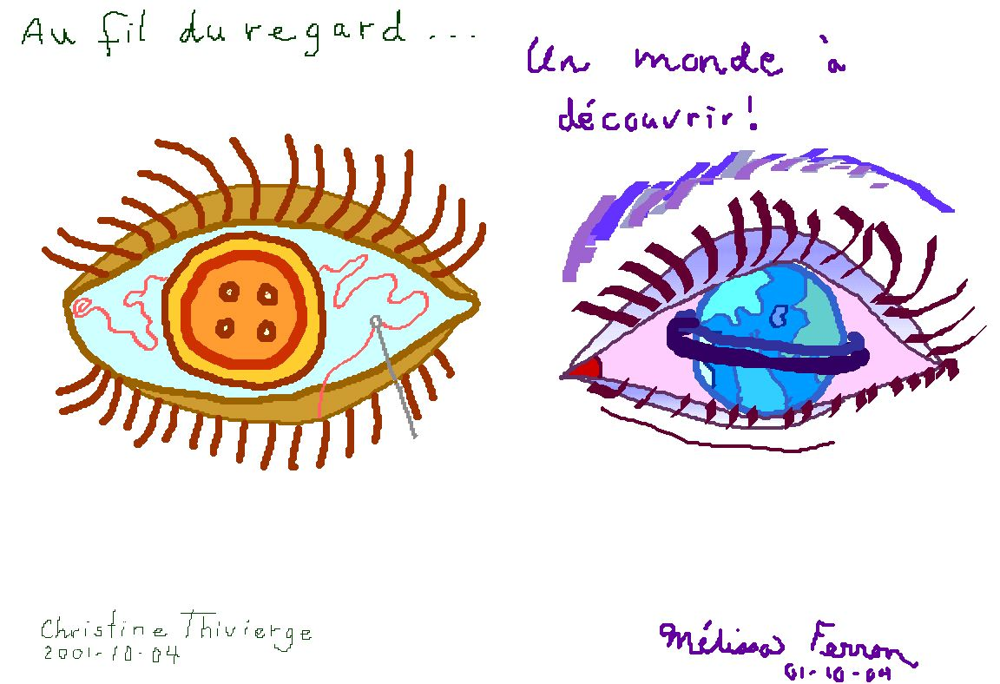 Au fil du regard ...
Un monde à
découvrir!
Christine Thivierge
2001-10-04
Mélissa Ferron
01-10-04